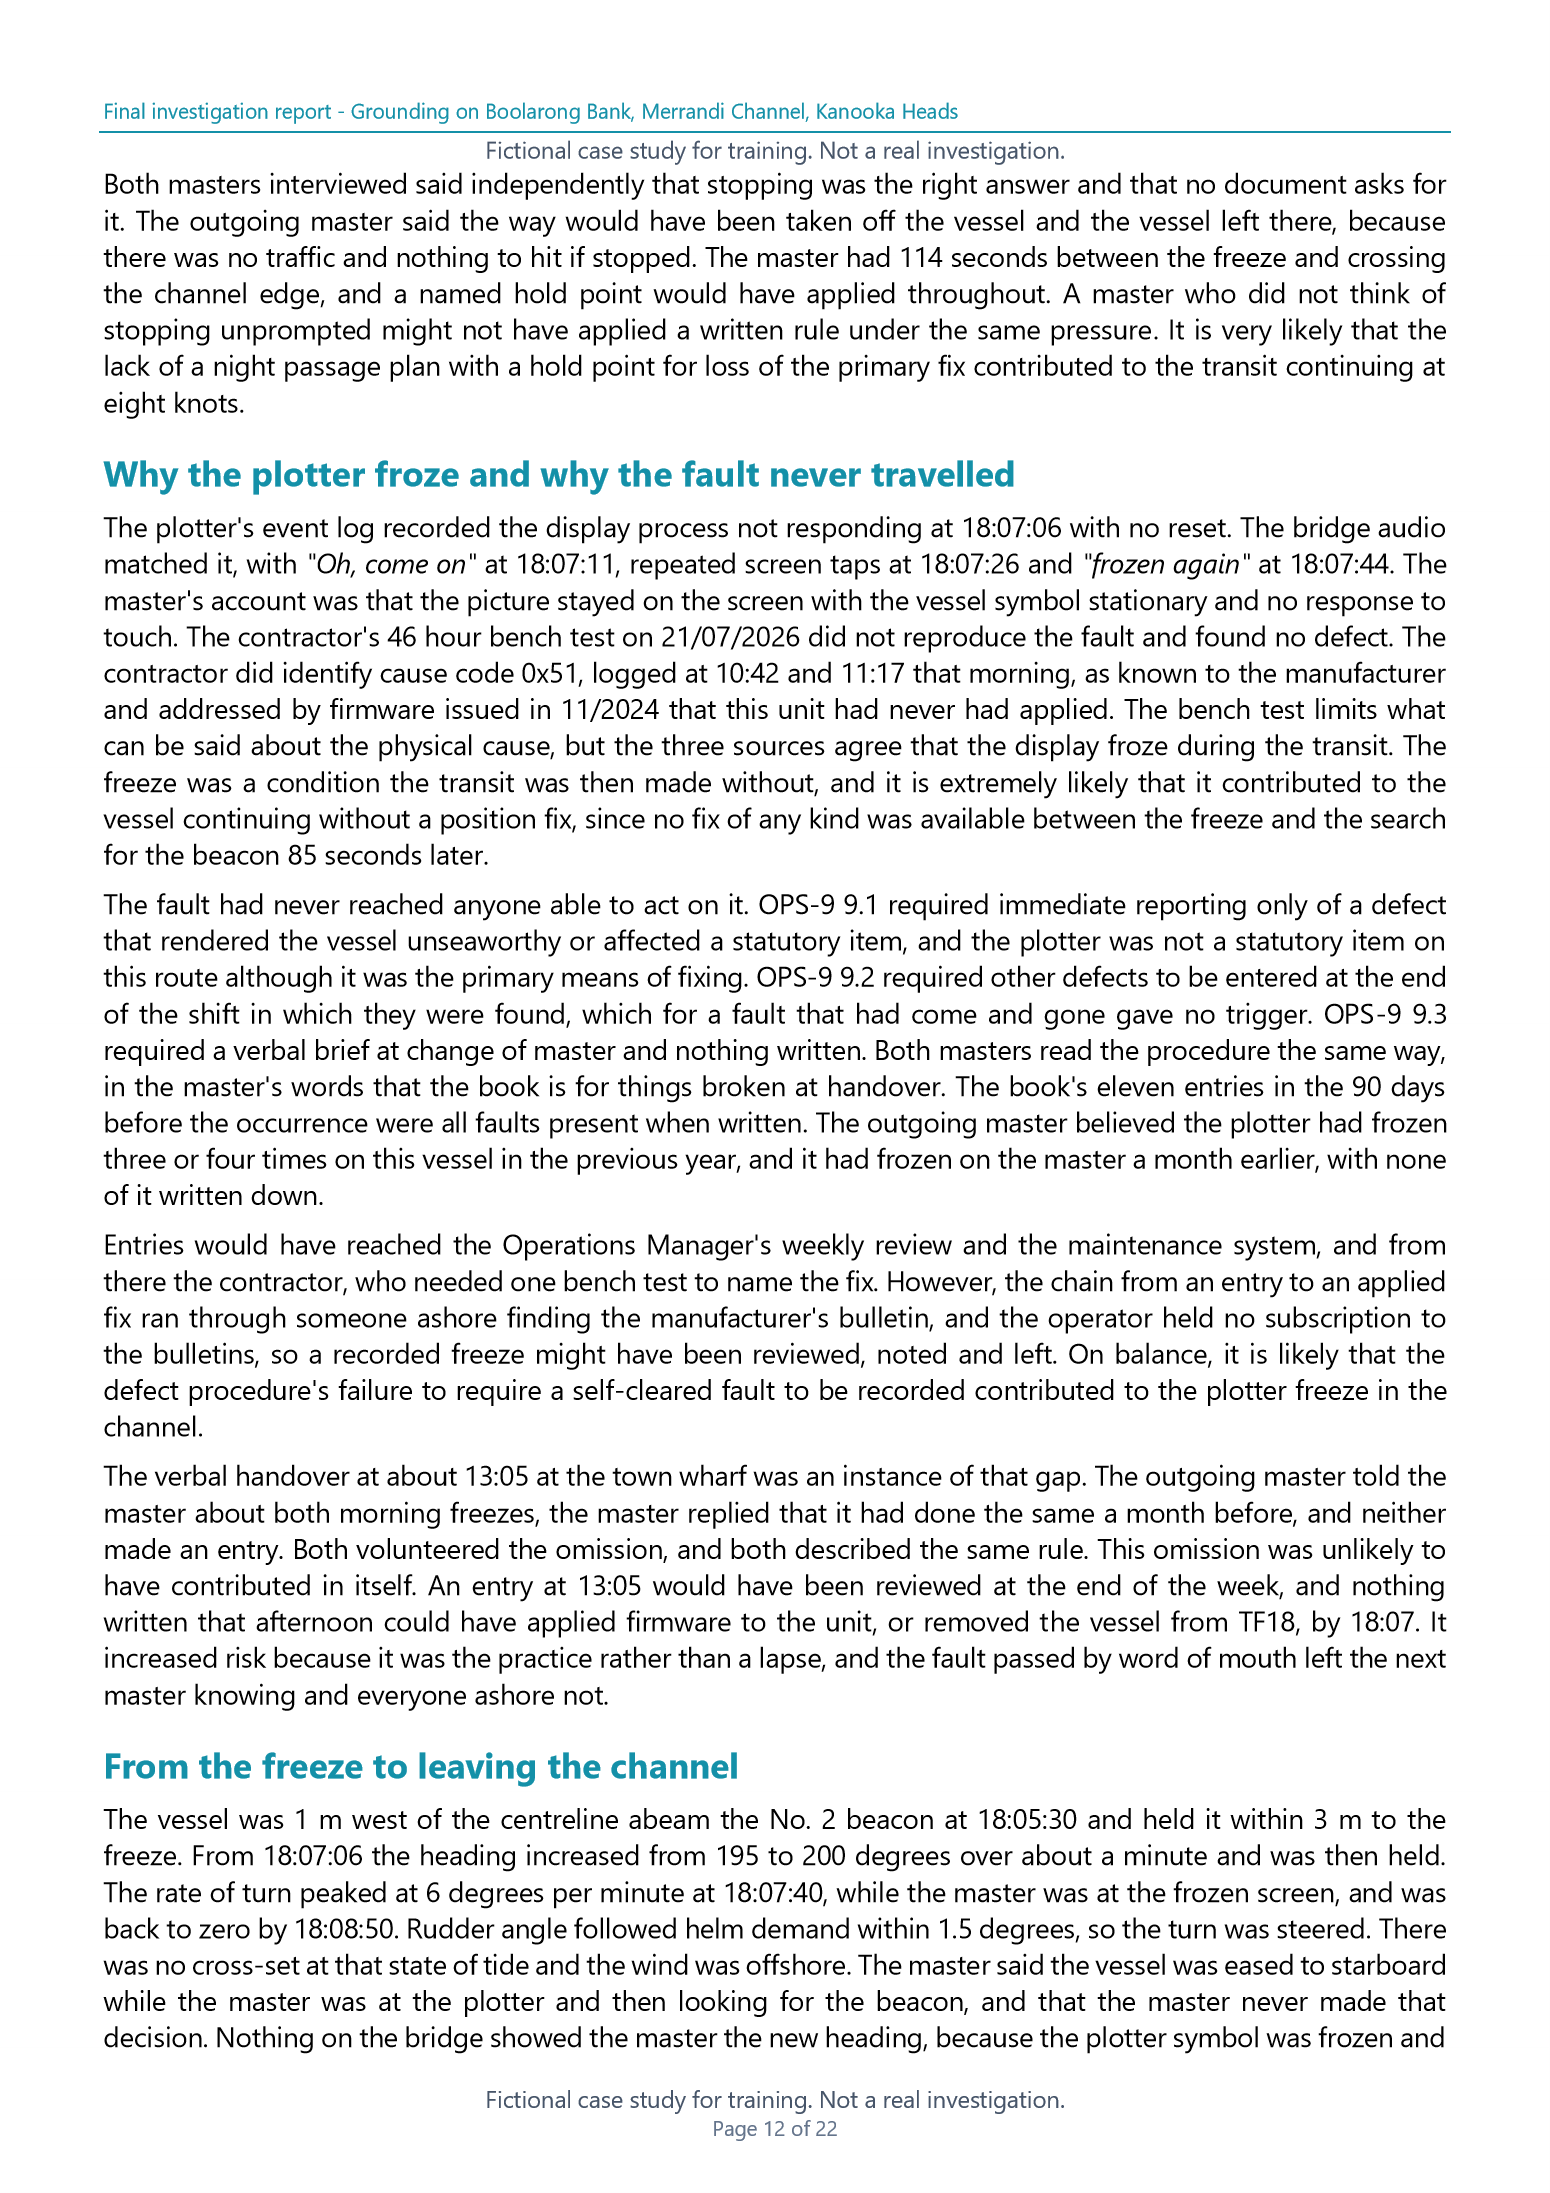 Final investigation report - Grounding on Boolarong Bank, Merrandi Channel, Kanooka Heads
Fictional case study for training. Not a real investigation.
Both masters interviewed said independently that stopping was the right answer and that no document asks for
it. The outgoing master said the way would have been taken off the vessel and the vessel left there, because
there was no traffic and nothing to hit if stopped. The master had 114 seconds between the freeze and crossing
the channel edge, and a named hold point would have applied throughout. A master who did not think of
stopping unprompted might not have applied a written rule under the same pressure. It is very likely that the
lack of a night passage plan with a hold point for loss of the primary fix contributed to the transit continuing at
eight knots.
Why the plotter froze and why the fault never travelled
The plotter's event log recorded the display process not responding at 18:07:06 with no reset. The bridge audio
matched it, with "Oh, come on" at 18:07:11, repeated screen taps at 18:07:26 and "frozen again" at 18:07:44. The
master's account was that the picture stayed on the screen with the vessel symbol stationary and no response to
touch. The contractor's 46 hour bench test on 21/07/2026 did not reproduce the fault and found no defect. The
contractor did identify cause code 0x51, logged at 10:42 and 11:17 that morning, as known to the manufacturer
and addressed by firmware issued in 11/2024 that this unit had never had applied. The bench test limits what
can be said about the physical cause, but the three sources agree that the display froze during the transit. The
freeze was a condition the transit was then made without, and it is extremely likely that it contributed to the
vessel continuing without a position fix, since no fix of any kind was available between the freeze and the search
for the beacon 85 seconds later.
The fault had never reached anyone able to act on it. OPS-9 9.1 required immediate reporting only of a defect
that rendered the vessel unseaworthy or affected a statutory item, and the plotter was not a statutory item on
this route although it was the primary means of fixing. OPS-9 9.2 required other defects to be entered at the end
of the shift in which they were found, which for a fault that had come and gone gave no trigger. OPS-9 9.3
required a verbal brief at change of master and nothing written. Both masters read the procedure the same way,
in the master's words that the book is for things broken at handover. The book's eleven entries in the 90 days
before the occurrence were all faults present when written. The outgoing master believed the plotter had frozen
three or four times on this vessel in the previous year, and it had frozen on the master a month earlier, with none
of it written down.
Entries would have reached the Operations Manager's weekly review and the maintenance system, and from
there the contractor, who needed one bench test to name the fix. However, the chain from an entry to an applied
fix ran through someone ashore finding the manufacturer's bulletin, and the operator held no subscription to
the bulletins, so a recorded freeze might have been reviewed, noted and left. On balance, it is likely that the
defect procedure's failure to require a self-cleared fault to be recorded contributed to the plotter freeze in the
channel.
The verbal handover at about 13:05 at the town wharf was an instance of that gap. The outgoing master told the
master about both morning freezes, the master replied that it had done the same a month before, and neither
made an entry. Both volunteered the omission, and both described the same rule. This omission was unlikely to
have contributed in itself. An entry at 13:05 would have been reviewed at the end of the week, and nothing
written that afternoon could have applied firmware to the unit, or removed the vessel from TF18, by 18:07. It
increased risk because it was the practice rather than a lapse, and the fault passed by word of mouth left the next
master knowing and everyone ashore not.
From the freeze to leaving the channel
The vessel was 1 m west of the centreline abeam the No. 2 beacon at 18:05:30 and held it within 3 m to the
freeze. From 18:07:06 the heading increased from 195 to 200 degrees over about a minute and was then held.
The rate of turn peaked at 6 degrees per minute at 18:07:40, while the master was at the frozen screen, and was
back to zero by 18:08:50. Rudder angle followed helm demand within 1.5 degrees, so the turn was steered. There
was no cross-set at that state of tide and the wind was offshore. The master said the vessel was eased to starboard
while the master was at the plotter and then looking for the beacon, and that the master never made that
decision. Nothing on the bridge showed the master the new heading, because the plotter symbol was frozen and
Fictional case study for training. Not a real investigation.
Page 12 of 22